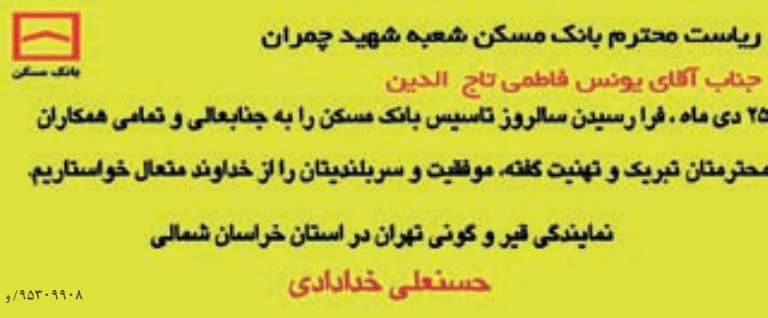 ریاست محترم بانک مسکن شعبه شهید چمران
بانک مسکن
جناب آقای یونس فاطمی تاج الدین
۲۵ دی ماه ، فرا رسیدن سالروز تاسیس بانک مسکن را به جنابعالی و تمامی همکاران
محترمتان تبریک و تهنیت گفته، موفقیت و سربلندیتان را از خداوند متعال خواستاریم.
نمایندگی قیر و گونی تهران در استان خراسان شمالی
حسنعلی خدادادی
۹۵۳۰۹۹۰۸/و